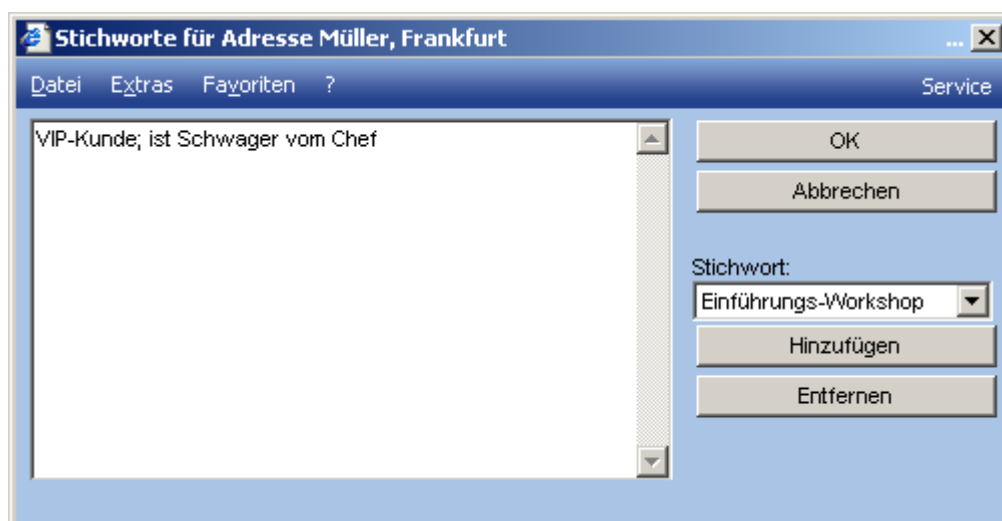 Stichworte für Adresse Müller, Frankfurt ...
Datei Extras Favoriten ? Service
VIP-Kunde; ist Schwager vom Chef
OK
Abbrechen
Stichwort:
Einführungs-Workshop
Hinzufügen
Entfernen